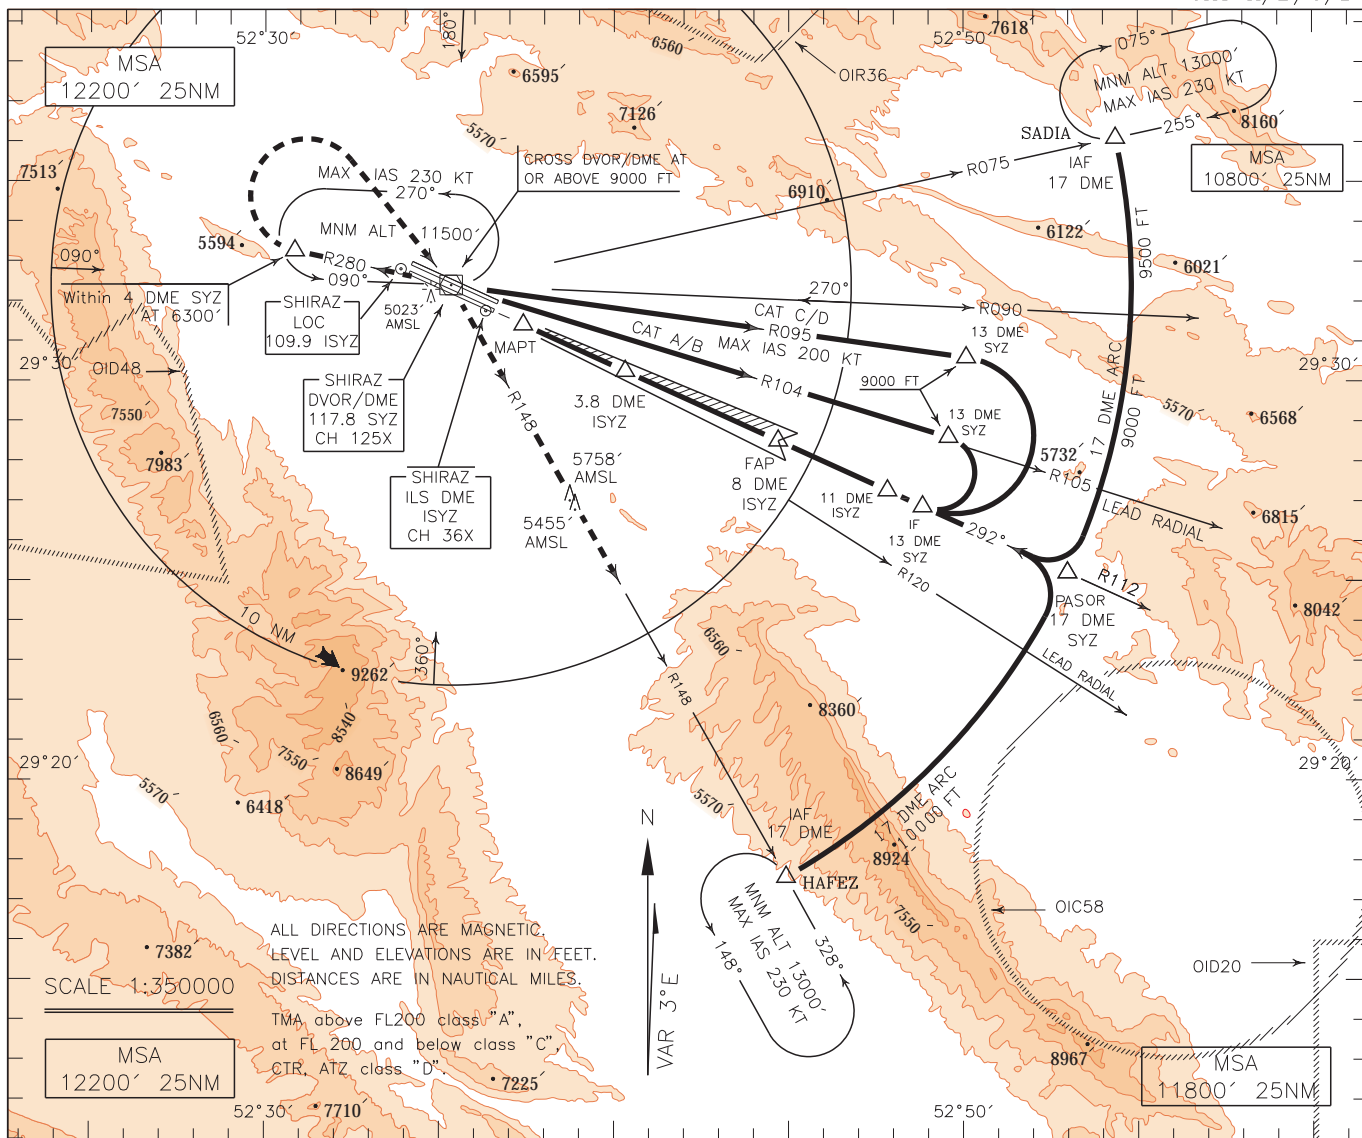 52°30′
180°
6560
52°50′
7618
075°
MSA
12200′ 25NM
6595
OIR36
MNM ALT 13000′
MAX IAS 230 KT
7126
5570
8160
SADIA
255°
IAF
17 DME
MSA
10800′ 25NM
CROSS DVOR/DME AT
OR ABOVE 9000 FT
R075
7513
MAX IAS 230 KT
270°
6910
MNM ALT 11500′
5594
6122
9500 FT
090°
R280
090°
6021
Within 4 DME SYZ
AT 6300′
SHIRAZ
LOC
109.9 ISYZ
5023′
AMSL
270°
R090
CAT C/D
R095
MAX IAS 200 KT
CAT A/B
13 DME
SYZ
MAPT
29°30′
29°30′
OID48
SHIRAZ
DVOR/DME
117.8 SYZ
CH 125X
3.8 DME
ISYZ
R104
9000 FT
17 DME ARC
9000 FT
13 DME
SYZ
5570
6568
7550
7983
5732
R105
LEAD RADIAL
SHIRAZ
ILS DME
ISYZ
CH 36X
R148
5758′
AMSL
5455′
AMSL
FAP
8 DME
ISYZ
11 DME
ISYZ
IF
13 DME
SYZ
292°
6815
R120
R112
PASOR
17 DME
SYZ
8042
10 NM
9262
360°
6560
LEAD RADIAL
R148
8360
6560
8540
7550
8649
29°20′
29°20′
5570
6418
5570
IAF
17 DME
17 DME ARC
10000 FT
8924
N
HAFEZ
MNM ALT 13000′
MAX IAS 230 KT
148°
328°
7550
OIC58
ALL DIRECTIONS ARE MAGNETIC.
LEVEL AND ELEVATIONS ARE IN FEET.
DISTANCES ARE IN NAUTICAL MILES.
7382
OID20
SCALE 1:350000
VAR 3°E
TMA above FL200 class "A",
at FL 200 and below class "C",
CTR, ATZ class "D".
MSA
12200′ 25NM
8967
MSA
11800′ 25NM
7225
7710
52°30′
52°50′